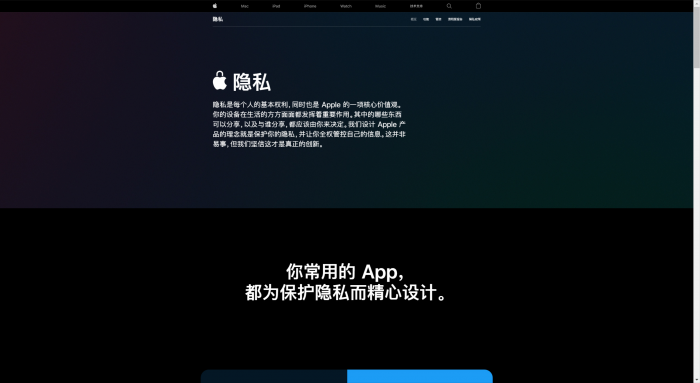 Mac iPad iPhone Watch Music 技术支持
隐私
概览 功能 管控 透明度报告 隐私政策
隐私
隐私是每个人的基本权利，同时也是 Apple 的一项核心价值观。
你的设备在生活的方方面面都发挥着重要作用。其中的哪些东西
可以分享，以及与谁分享，都应该由你来决定。我们设计 Apple 产
品的理念就是保护你的隐私，并让你全权管控自己的信息。这并非
易事，但我们坚信这才是真正的创新。
你常用的 App，
都为保护隐私而精心设计。